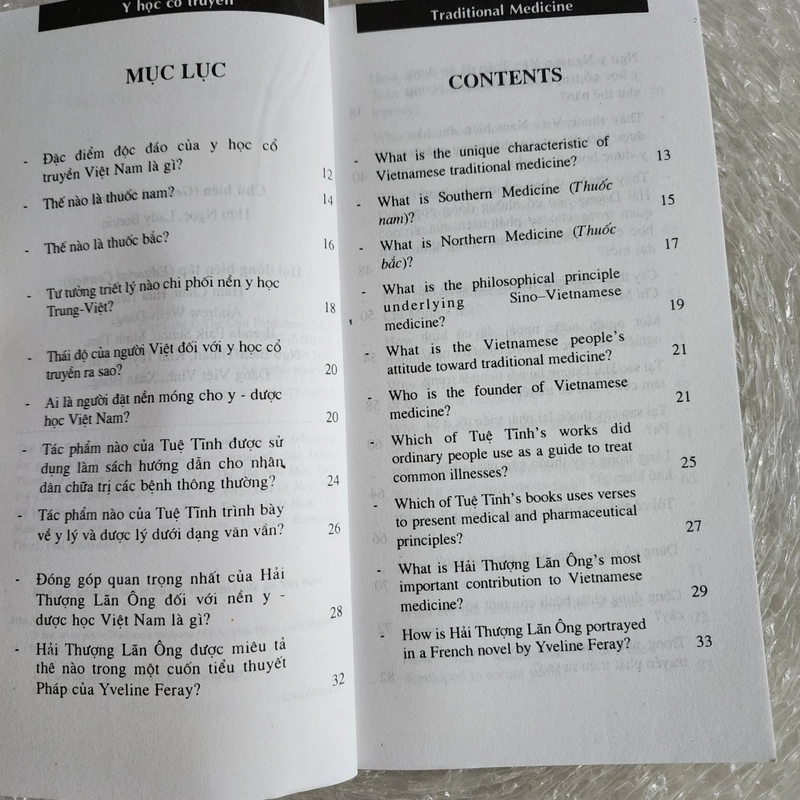 Y học cổ truyền
MỤC LỤC
- Đặc điểm độc đáo của y học cổ
truyền Việt Nam là gì? 12
- Thế nào là thuốc nam? 14
- Thế nào là thuốc bắc? 16
- Tư tưởng triết lý nào chi phối nền y học
Trung-Việt? 18
- Thái độ của người Việt đối với y học cổ
truyền ra sao? 20
- Ai là người đặt nền móng cho y - dược
học Việt Nam? 20
- Tác phẩm nào của Tuệ Tĩnh được sử
dụng làm sách hướng dẫn cho nhân
dân chữa trị các bệnh thông thường? 24
- Tác phẩm nào của Tuệ Tĩnh trình bày
về y lý và dược lý dưới dạng văn vần? 26
- Đóng góp quan trọng nhất của Hải
Thượng Lãn Ông đối với nền y -
dược học Việt Nam là gì? 28
- Hải Thượng Lãn Ông được miêu tả
thế nào trong một cuốn tiểu thuyết
Pháp của Yveline Feray? 32
Traditional Medicine
CONTENTS
- What is the unique characteristic of
Vietnamese traditional medicine? 13
- What is Southern Medicine (Thuốc
nam)? 15
- What is Northern Medicine (Thuốc
bắc)? 17
- What is the philosophical principle
underlying Sino–Vietnamese
medicine? 19
- What is the Vietnamese people's
attitude toward traditional medicine? 21
- Who is the founder of Vietnamese
medicine? 21
- Which of Tuệ Tĩnh's works did
ordinary people use as a guide to treat
common illnesses? 25
- Which of Tuệ Tĩnh's books uses verses
to present medical and pharmaceutical
principles? 27
- What is Hải Thượng Lãn Ông's most
important contribution to Vietnamese
medicine? 29
- How is Hải Thượng Lãn Ông portrayed
in a French novel by Yveline Feray? 33